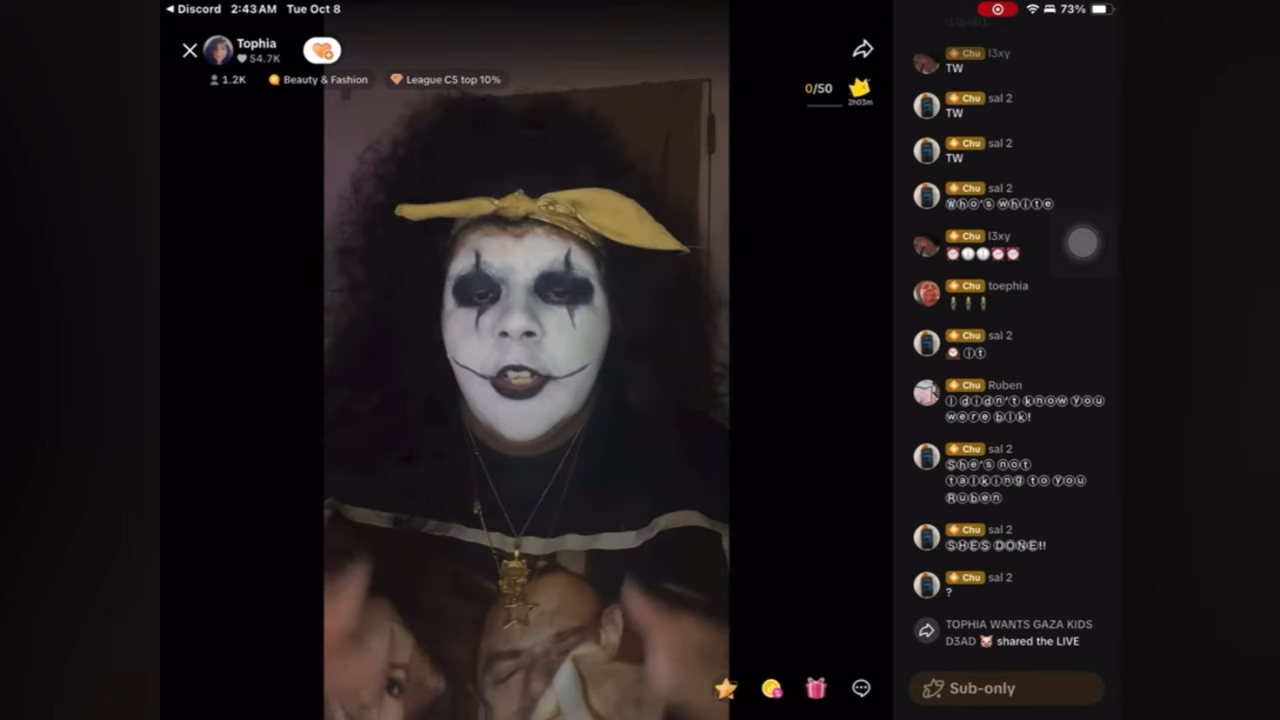 Discord 2:43 AM Tue Oct 8
73%
Tophia
54.7K
1.2K Beauty & Fashion League C5 top 10%
0/50
2h03m
Chu l3xy
TW
Chu sal 2
TW
Chu sal 2
TW
Chu sal 2
Ⓦⓗⓞ'ⓢ ⓦⓗⓘⓣⓔ
Chu l3xy
Chu toephia
Chu sal 2
ⓘⓣ
Chu Ruben
Ⓘ ⓓⓘⓓⓝ'ⓣ ⓚⓝⓞⓦ Ⓨⓞⓤ
ⓦⓔⓡⓔ ⓑⓛⓚ!
Chu sal 2
Ⓢⓗⓔ'ⓢ ⓝⓞⓣ
ⓣⓐⓛⓚⓘⓝⓖ ⓣⓞ Ⓨⓞⓤ
Ⓡⓤⓑⓔⓝ
Chu sal 2
ⓈⒽⒺⓈ ⒹⓄⓃⒺ!!
Chu sal 2
?
TOPHIA WANTS GAZA KIDS
D3AD 🐷 shared the LIVE
Sub-only